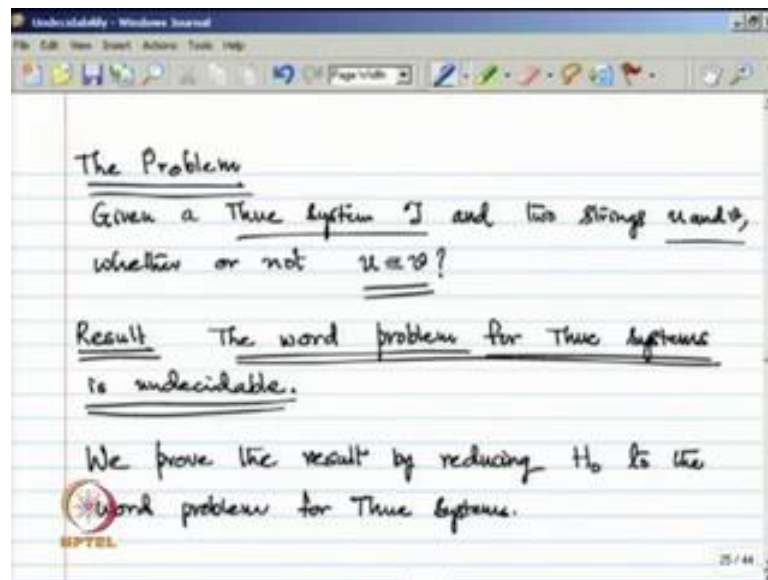 Undecidability - Windows Journal
File Edit View Insert Actions Tools Help
Page Width
The Problem
Given a Thue System T and two strings u and v,
whether or not u ≡ v?
Result The word problem for Thue Systems
is undecidable.
We prove the result by reducing H₀ to the
word problem for Thue Systems.
NPTEL
25 / 44